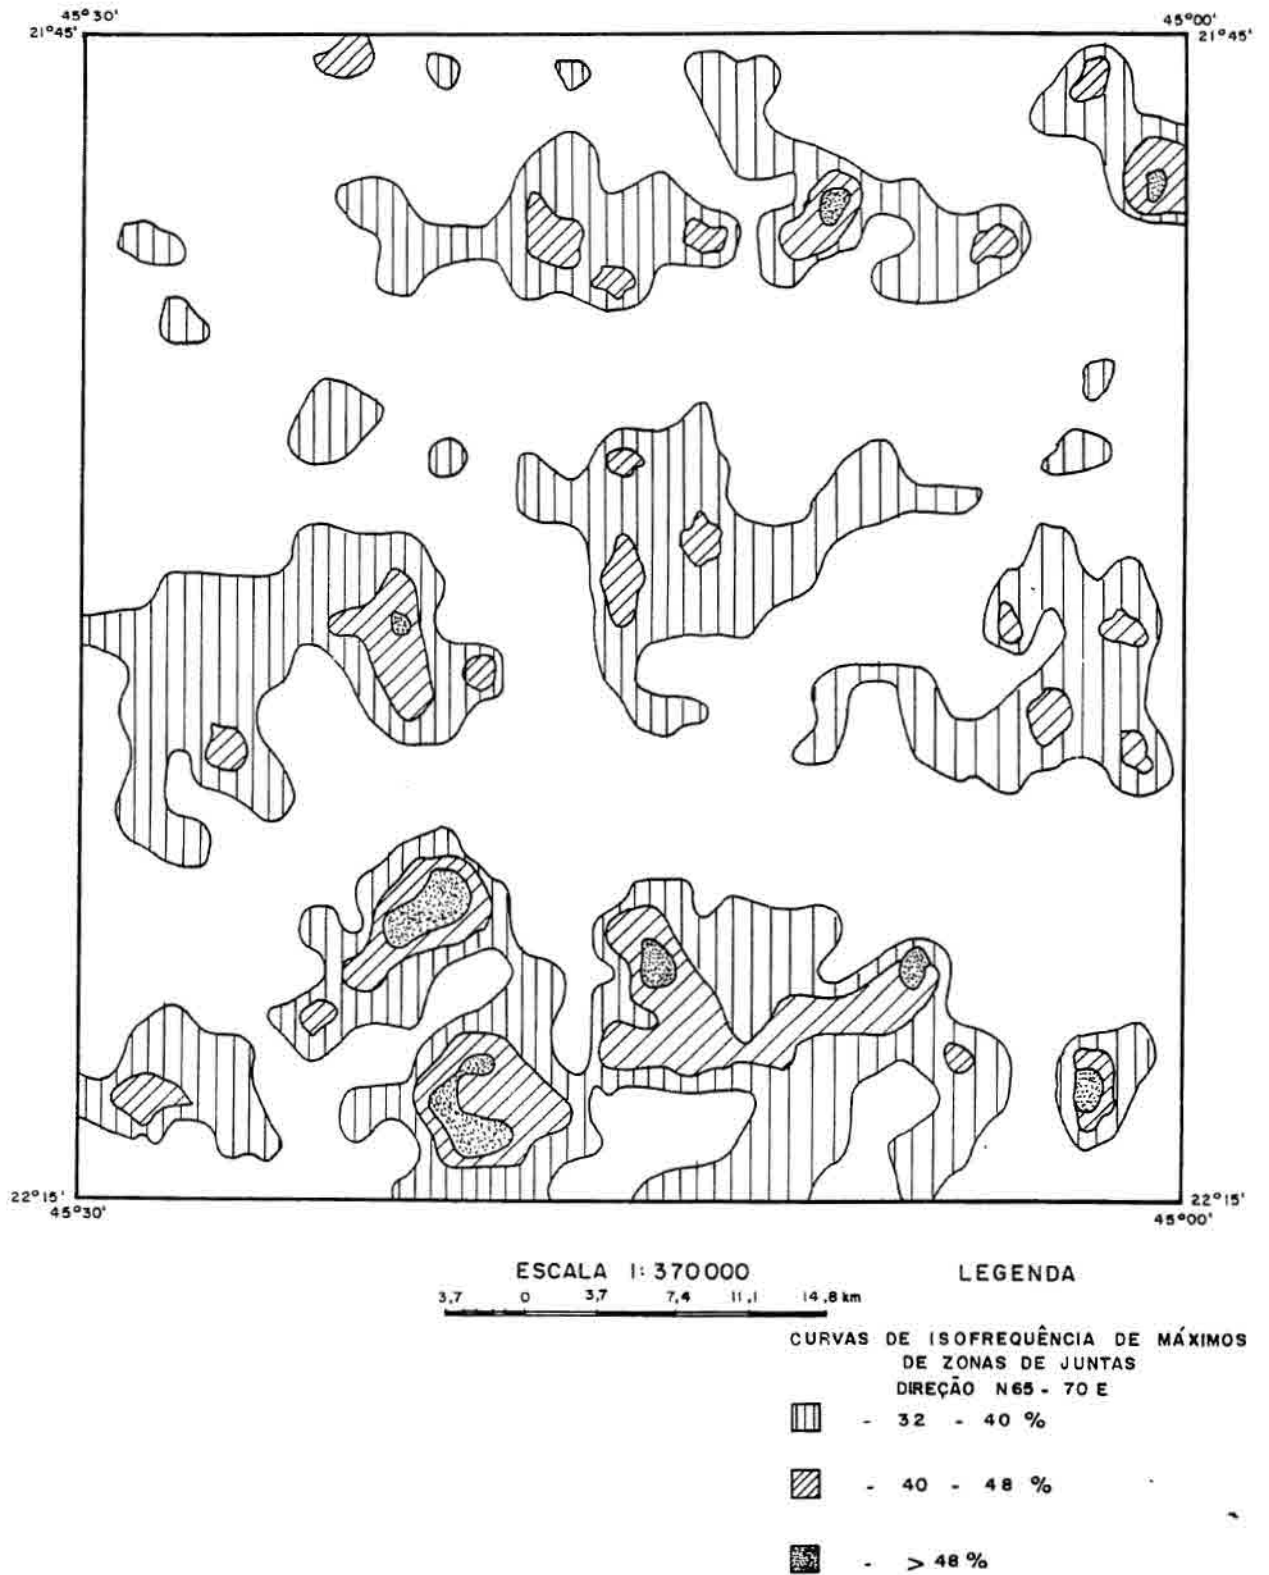 45°30' 45°00'
21°45' 21°45'
22°15' 22°15'
45°30' 45°00'
ESCALA 1:370000
3,7 0 3,7 7,4 11,1 14,8 km
LEGENDA
CURVAS DE ISOFREQUÊNCIA DE MÁXIMOS
DE ZONAS DE JUNTAS
DIREÇÃO N65 - 70 E
- 32 - 40 %
- 40 - 48 %
- > 48 %